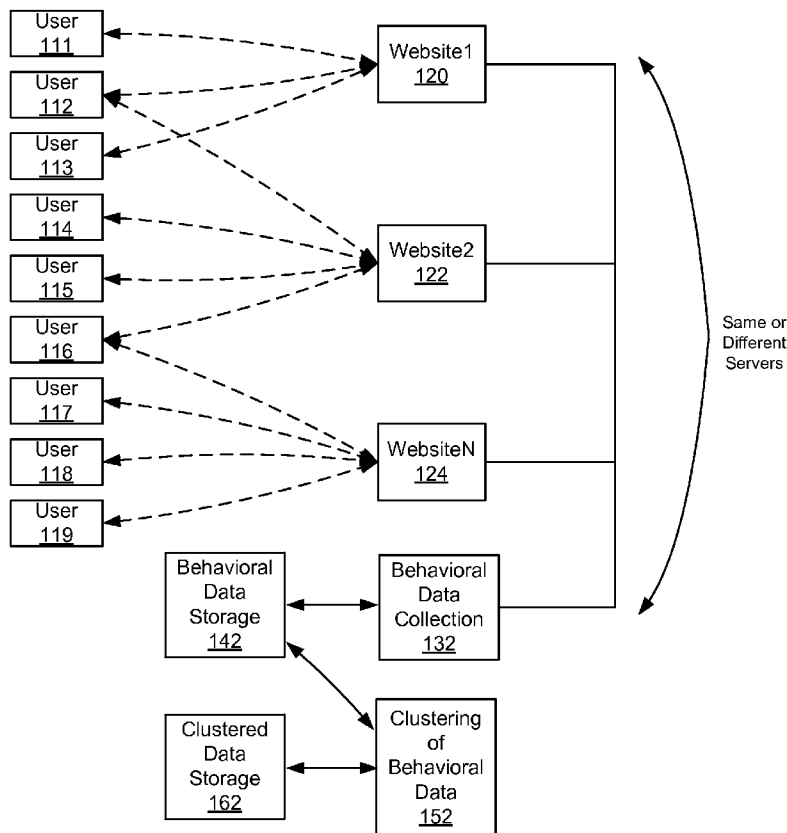 User
111
User
112
User
113
User
114
User
115
User
116
User
117
User
118
User
119
Website1
120
Website2
122
WebsiteN
124
Same or
Different
Servers
Behavioral
Data
Storage
142
Behavioral
Data
Collection
132
Clustered
Data
Storage
162
Clustering
of
Behavioral
Data
152